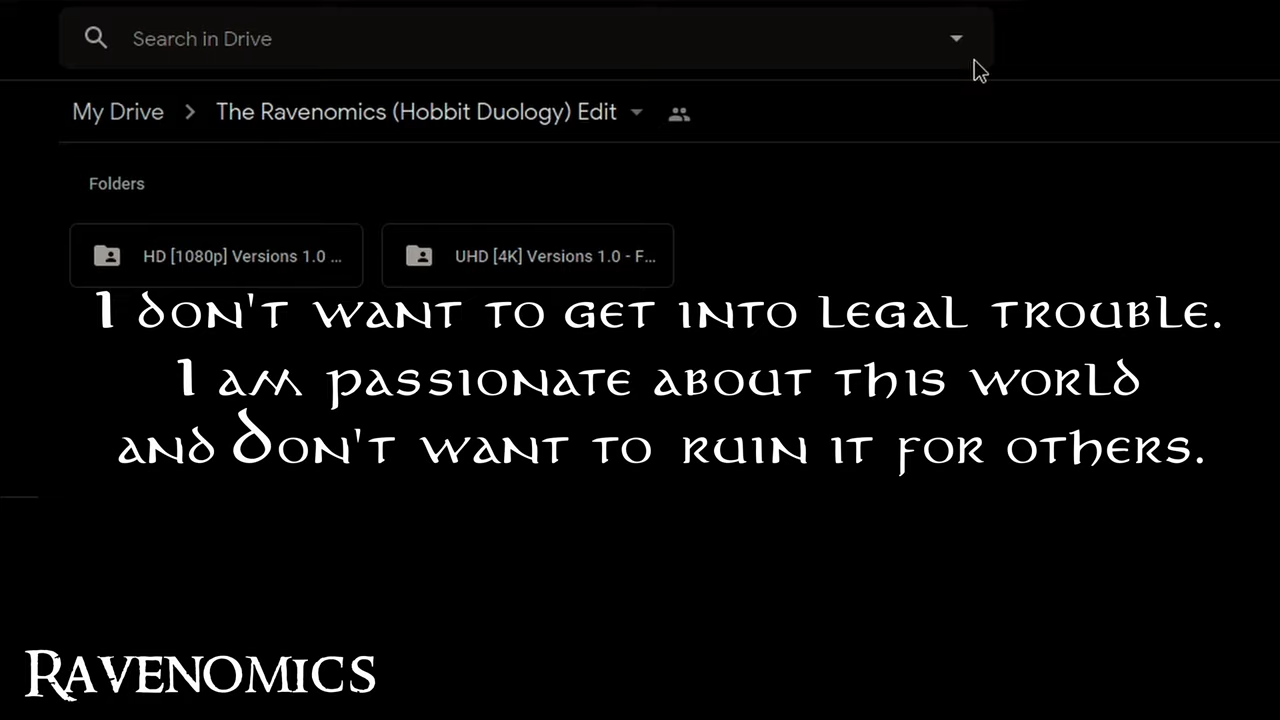 Search in Drive
My Drive > The Ravenomics (Hobbit Duology) Edit
Folders
HD [1080p] Versions 1.0 ...
UHD [4K] Versions 1.0 - F...
I don't want to get into legal trouble.
I am passionate about this world
and Don't want to ruin it for others.
Ravenomics